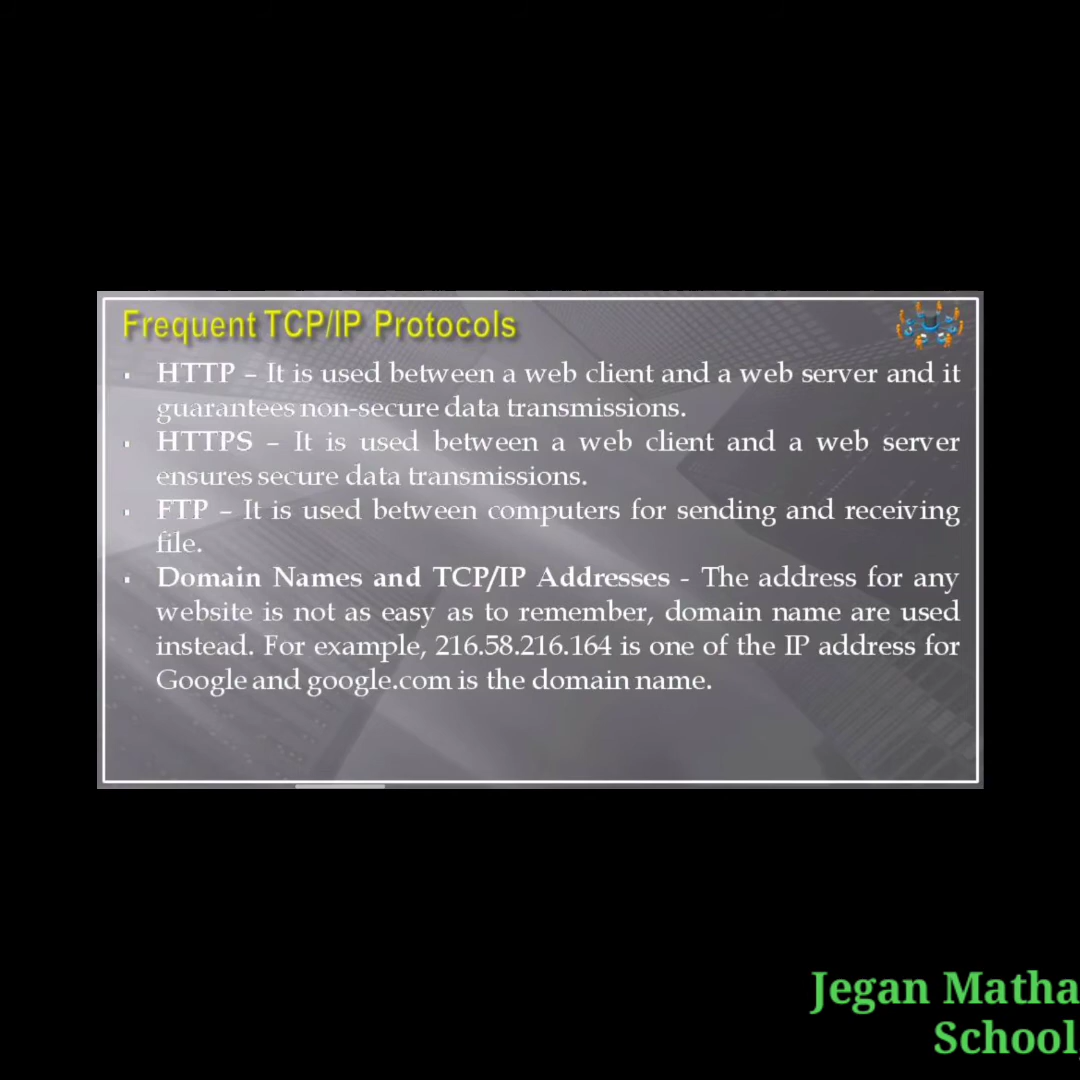 Frequent TCP/IP Protocols
▪ HTTP – It is used between a web client and a web server and it
guarantees non-secure data transmissions.
▪ HTTPS – It is used between a web client and a web server
ensures secure data transmissions.
▪ FTP – It is used between computers for sending and receiving
file.
▪ Domain Names and TCP/IP Addresses - The address for any
website is not as easy as to remember, domain name are used
instead. For example, 216.58.216.164 is one of the IP address for
Google and google.com is the domain name.
Jegan Matha
School